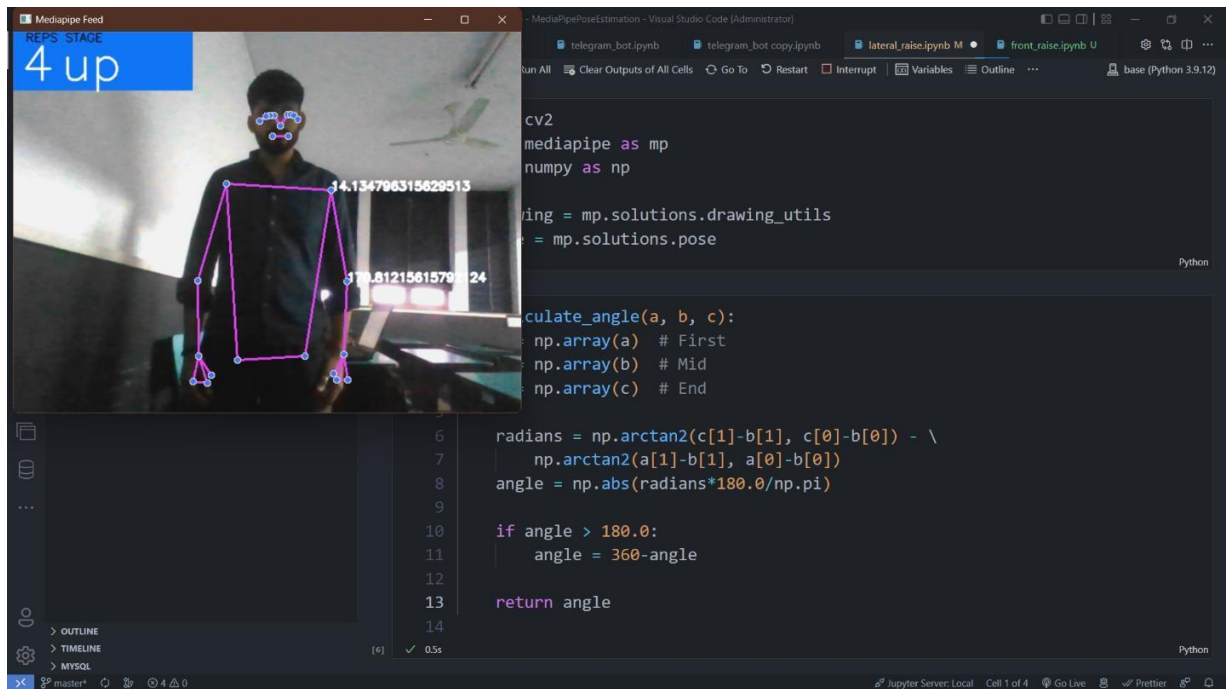 Mediapipe Feed
- MediaPipePoseEstimation - Visual Studio Code [Administrator]
REPS STAGE
4 up
14.134796315629513
telegram_bot.ipynb
telegram_bot copy.ipynb
lateral_raise.ipynb M
front_raise.ipynb U
un All
Clear Outputs of All Cells
Go To
Restart
Interrupt
Variables
Outline
base (Python 3.9.12)
cv2
mediapipe as mp
numpy as np
ing = mp.solutions.drawing_utils
= mp.solutions.pose
Python
culate_angle(a, b, c):
np.array(a) # First
np.array(b) # Mid
np.array(c) # End
6 radians = np.arctan2(c[1]-b[1], c[0]-b[0]) - \
7 np.arctan2(a[1]-b[1], a[0]-b[0])
8 angle = np.abs(radians*180.0/np.pi)
9
10 if angle > 180.0:
11 angle = 360-angle
12
13 return angle
14
[6] 0.5s
Python
OUTLINE
TIMELINE
MYSQL
master*
4 0
Jupyter Server: Local
Cell 1 of 4
Go Live
Prettier